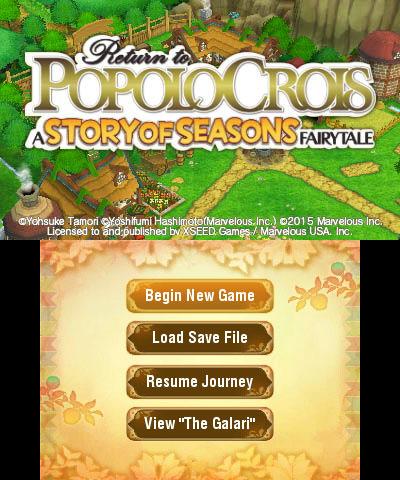 Return to
POPOLOCROIS
A STORY OF SEASONS FAIRYTALE
©Yohsuke Tamori ©Yoshifumi Hashimoto(Marvelous Inc.) ©2015 Marvelous Inc.
Licensed to and published by XSEED Games / Marvelous USA, Inc.
Begin New Game
Load Save File
Resume Journey
View "The Galari"